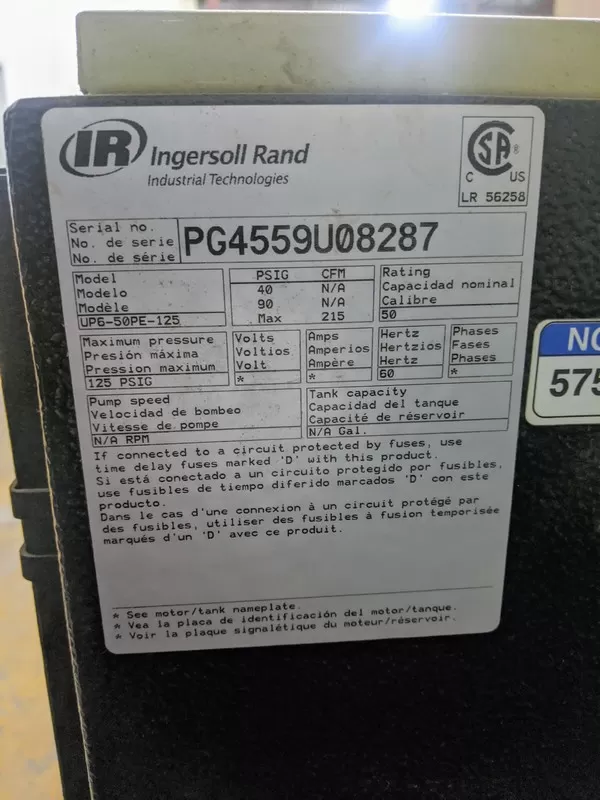 IR Ingersoll Rand
Industrial Technologies
CSA ®
C US
LR 56258
Serial no.
No. de serie
No. de série
PG4559U08287
Model
Modelo
Modèle
UP6-50PE-125
PSIG CFM
40 N/A
90 N/A
Max 215
Rating
Capacidad nominal
Calibre
50
Maximum pressure
Presión máxima
Pression maximum
125 PSIG
Volts
Voltios
Volt
*
Amps
Amperios
Ampère
*
Hertz
Hertzios
Hertz
60
Phases
Fases
Phases
*
Pump speed
Velocidad de bombeo
Vitesse de pompe
N/A RPM
Tank capacity
Capacidad del tanque
Capacité de réservoir
N/A Gal.
If connected to a circuit protected by fuses, use
time delay fuses marked 'D' with this product.
Si está conectado a un circuito protegido por fusibles,
use fusibles de tiempo diferido marcados 'D' con este
producto.
Dans le cas d'une connexion à un circuit protégé par
des fusibles, utiliser des fusibles à fusion temporisée
marqués d'un 'D' avec ce produit.
* See motor/tank nameplate.
* Vea la placa de identificación del motor/tanque.
* Voir la plaque signalétique du moteur/réservoir.
NO
575